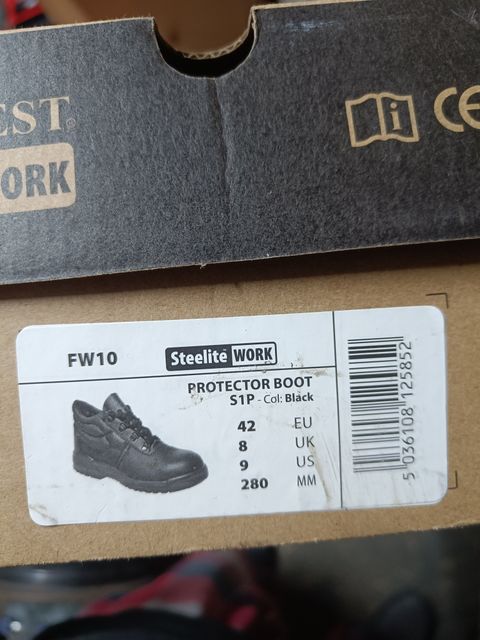 EST®
ORK
i
CE
FW10
Steelite WORK
PROTECTOR BOOT
S1P - Col: Black
42 EU
8 UK
9 US
280 MM
5 036108 125852